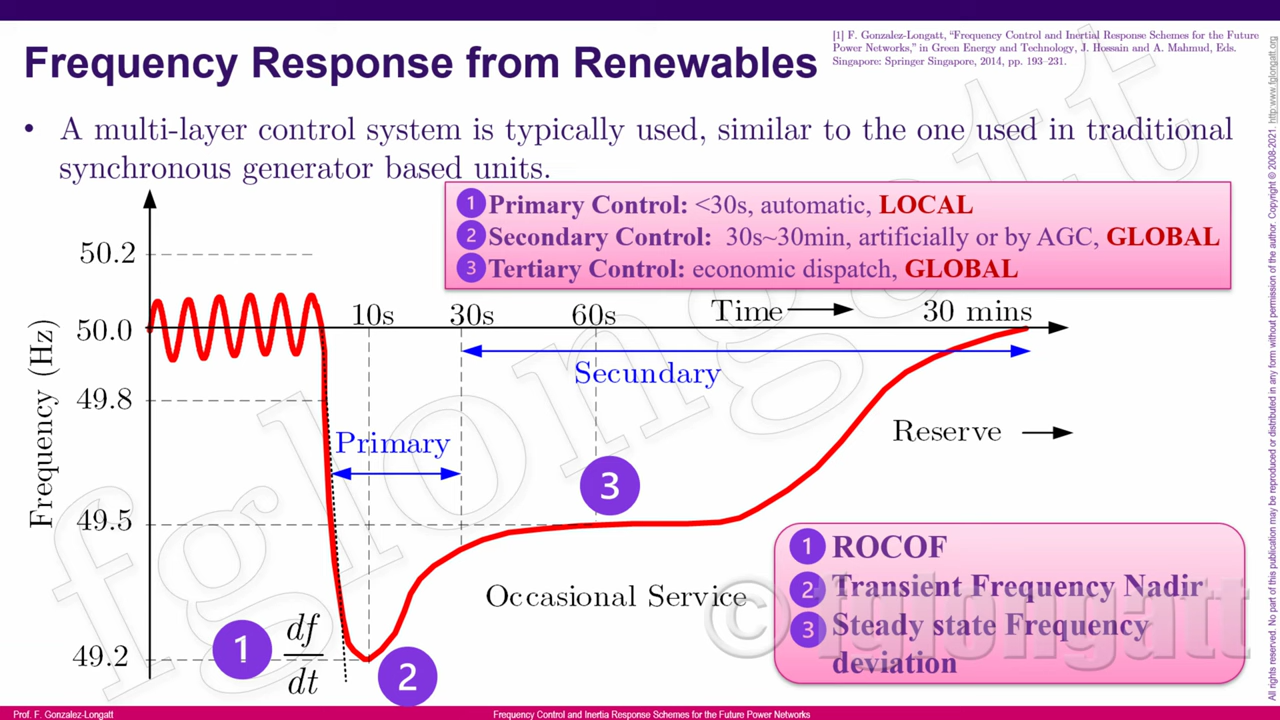 Frequency Response from Renewables
[1] F. Gonzalez-Longatt, "Frequency Control and Inertial Response Schemes for the Future
Power Networks," in Green Energy and Technology, J. Hossain and A. Mahmud, Eds.
Singapore: Springer Singapore, 2014, pp. 193–231.
• A multi-layer control system is typically used, similar to the one used in traditional
synchronous generator based units.
1 Primary Control: <30s, automatic, LOCAL
2 Secondary Control: 30s~30min, artificially or by AGC, GLOBAL
3 Tertiary Control: economic dispatch, GLOBAL
Frequency (Hz)
50.2
50.0
49.8
49.5
49.2
10s
30s
60s
Time
30 mins
Secundary
Primary
Reserve
3
Occasional Service
1
df
dt
2
1 ROCOF
2 Transient Frequency Nadir
3 Steady state Frequency
deviation
fglongatt
© fglongatt
All rights reserved. No part of this publication may be reproduced or distributed in any form without permission of the author. Copyright © 2008-2021. http:www.fglongatt.org
Prof. F. Gonzalez-Longatt
Frequency Control and Inertia Response Schemes for the Future Power Networks